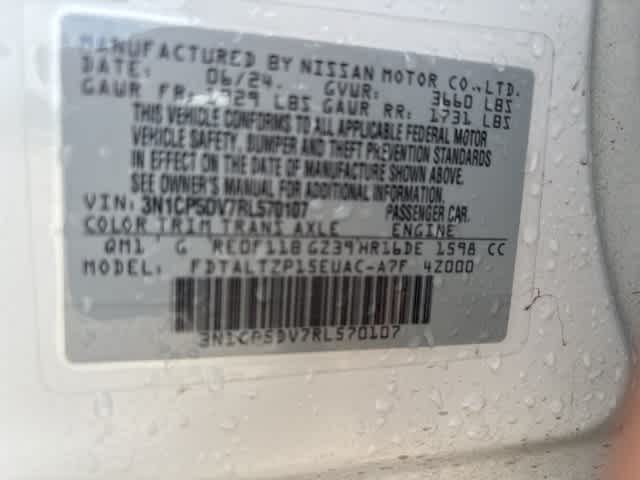 MANUFACTURED BY NISSAN MOTOR CO.,LTD.
DATE: 06/24 GVWR: 3660 LBS
GAWR FR: 1929 LBS GAWR RR: 1731 LBS
THIS VEHICLE CONFORMS TO ALL APPLICABLE FEDERAL MOTOR
VEHICLE SAFETY, BUMPER AND THEFT PREVENTION STANDARDS
IN EFFECT ON THE DATE OF MANUFACTURE SHOWN ABOVE.
SEE OWNER'S MANUAL FOR ADDITIONAL INFORMATION.
VIN: 3N1CP5DV7RL570107 PASSENGER CAR.
COLOR TRIM TRANS AXLE ENGINE
QM1 G RE0F11B GZ39 HR16DE 1598 CC
MODEL: FDTALTZP15EUAC-A7F 4Z000
3N1CP5DV7RL570107